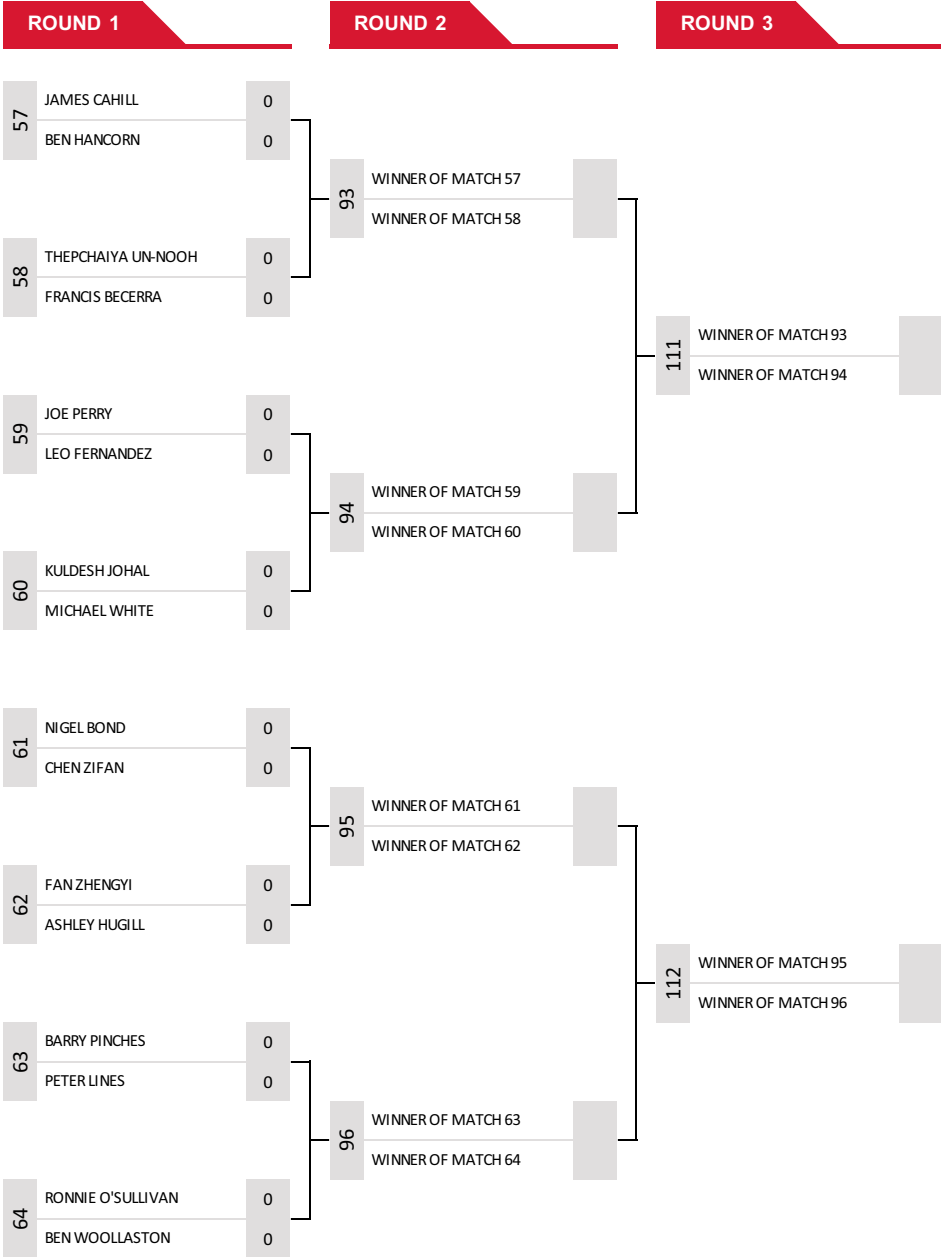 ROUND 1
ROUND 2
ROUND 3
57
JAMES CAHILL 0
BEN HANCORN 0
93
WINNER OF MATCH 57
WINNER OF MATCH 58
58
THEPCHAIYA UN-NOOH 0
FRANCIS BECERRA 0
111
WINNER OF MATCH 93
WINNER OF MATCH 94
59
JOE PERRY 0
LEO FERNANDEZ 0
94
WINNER OF MATCH 59
WINNER OF MATCH 60
60
KULDESH JOHAL 0
MICHAEL WHITE 0
61
NIGEL BOND 0
CHEN ZIFAN 0
95
WINNER OF MATCH 61
WINNER OF MATCH 62
62
FAN ZHENGYI 0
ASHLEY HUGILL 0
112
WINNER OF MATCH 95
WINNER OF MATCH 96
63
BARRY PINCHES 0
PETER LINES 0
96
WINNER OF MATCH 63
WINNER OF MATCH 64
64
RONNIE O'SULLIVAN 0
BEN WOOLLASTON 0